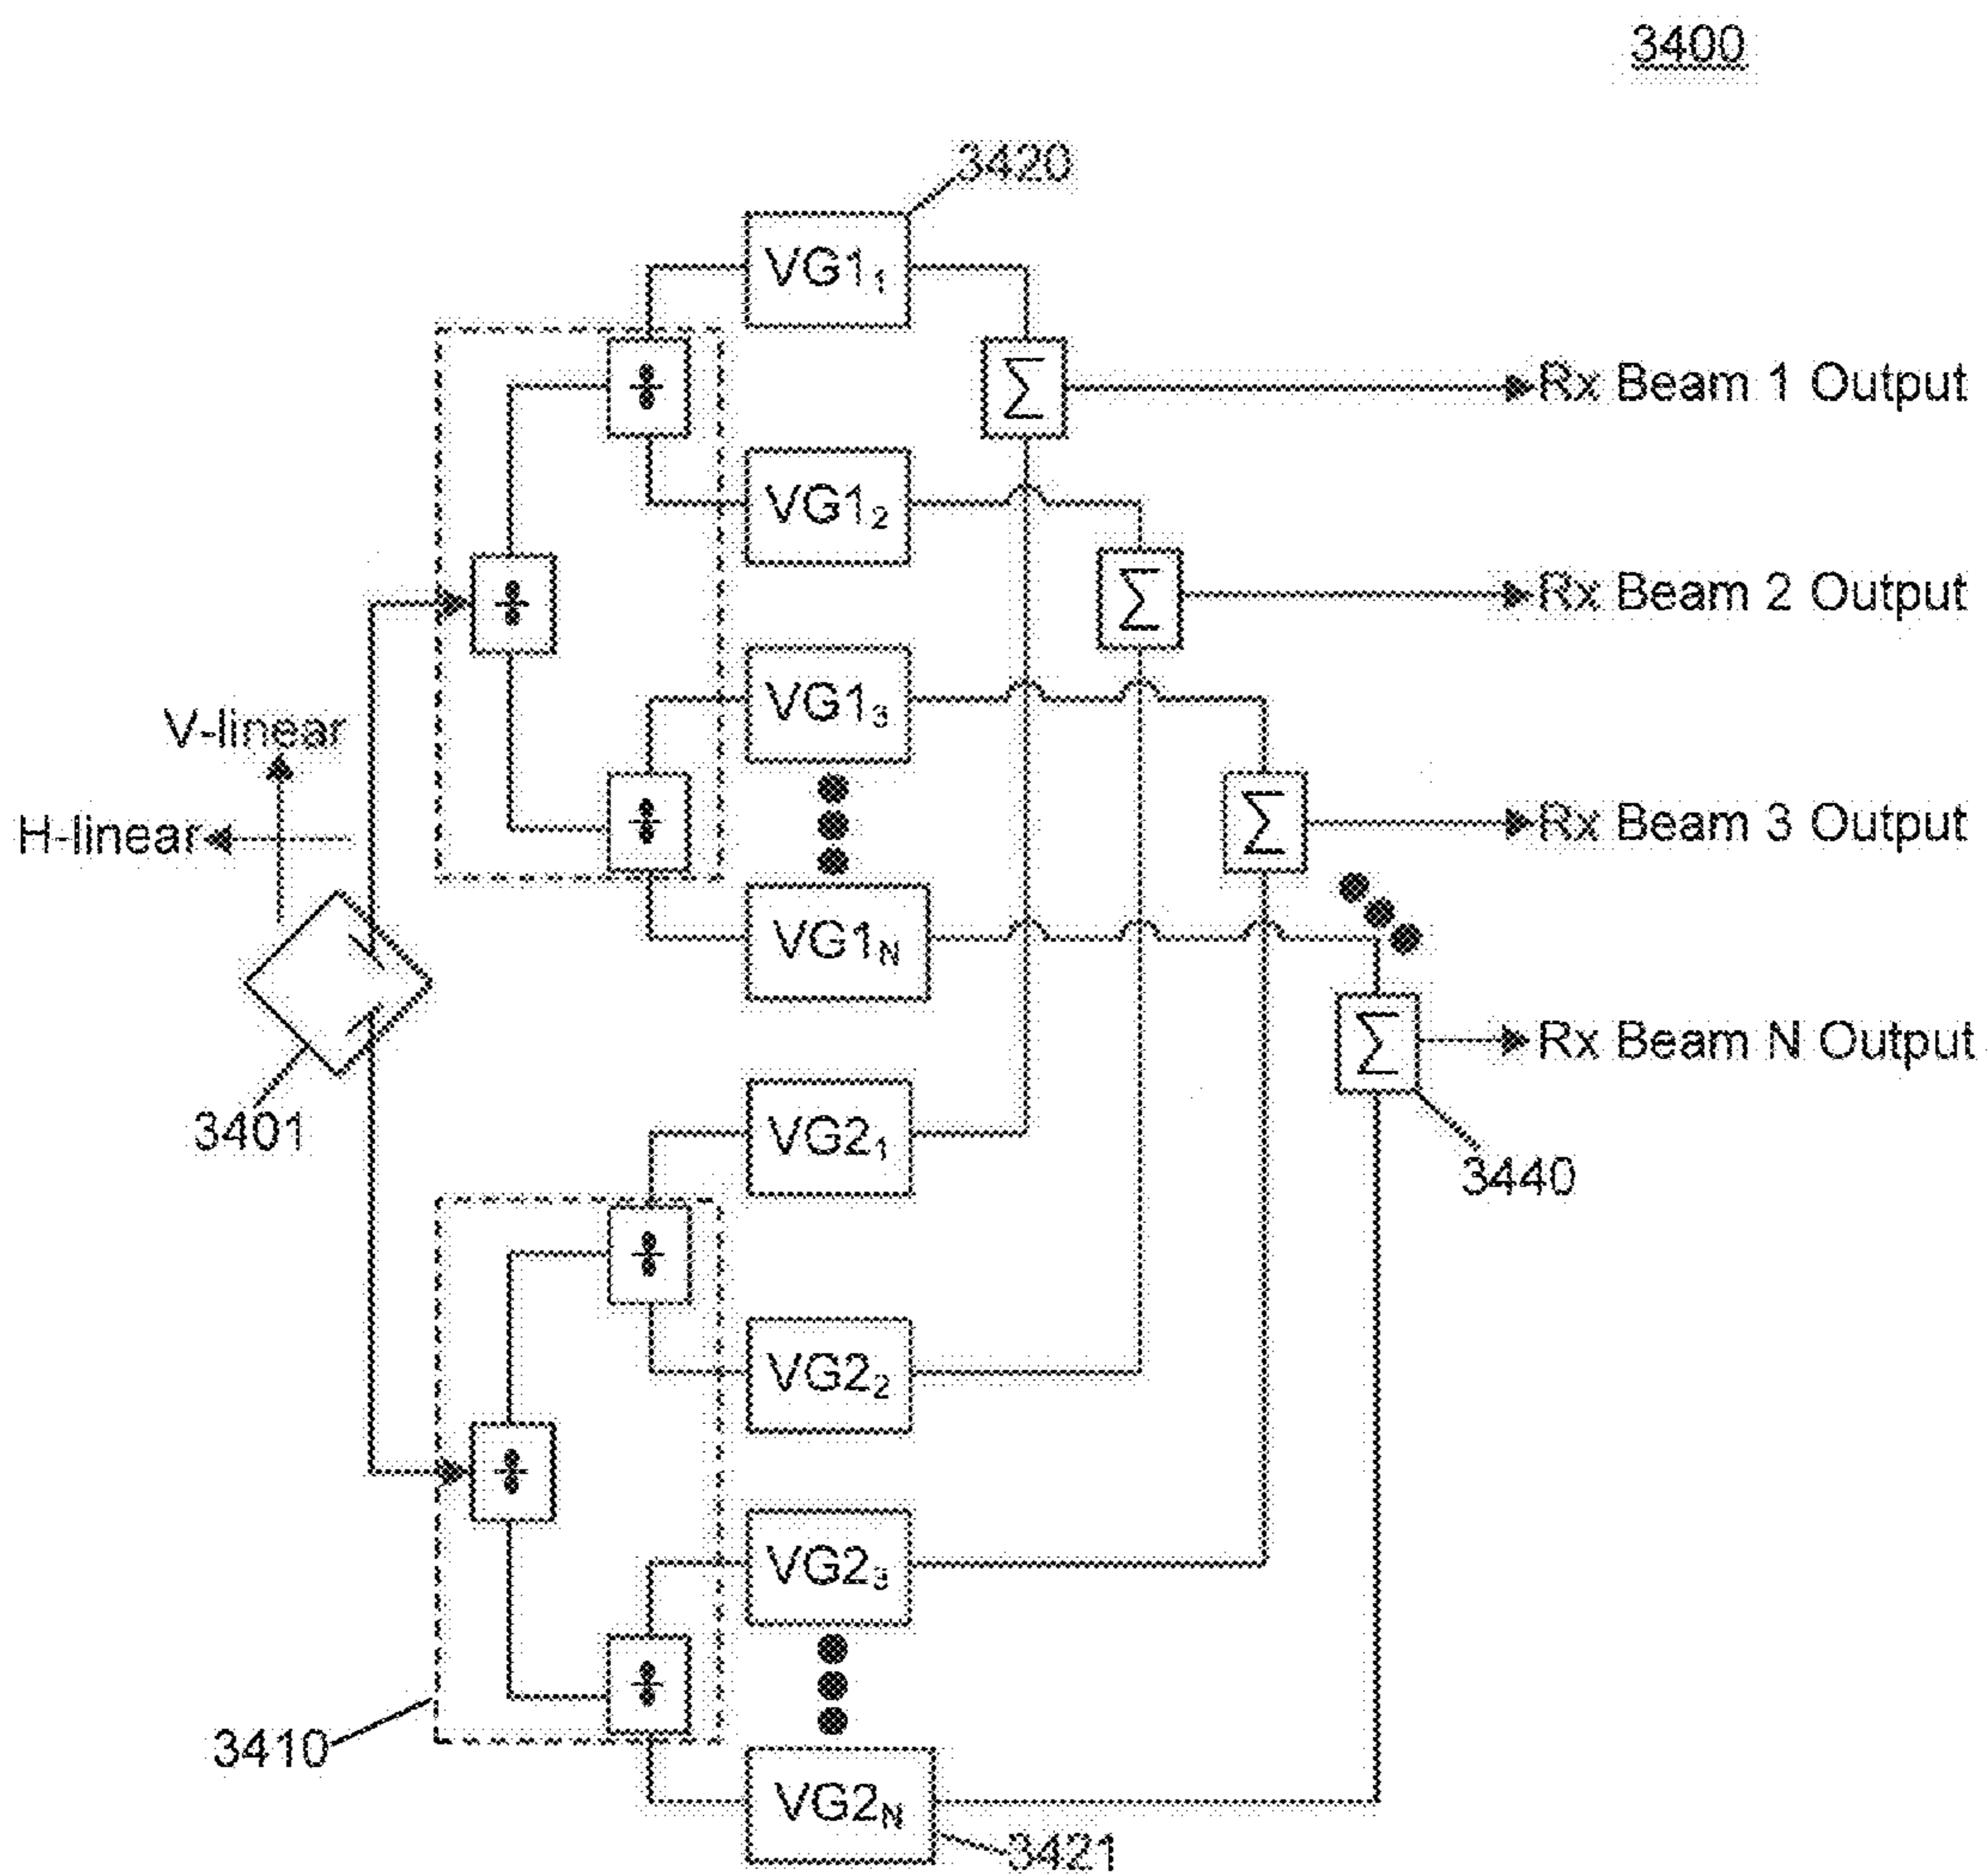 3400
3420
VG1₁
Rx Beam 1 Output
VG1₂
Rx Beam 2 Output
VG1₃
V-linear
H-linear
Rx Beam 3 Output
VG1N
Rx Beam N Output
3401
VG2₁
3440
VG2₂
VG2₃
3410
VG2N
3421
÷
÷
÷
÷
÷
÷
Σ
Σ
Σ
Σ